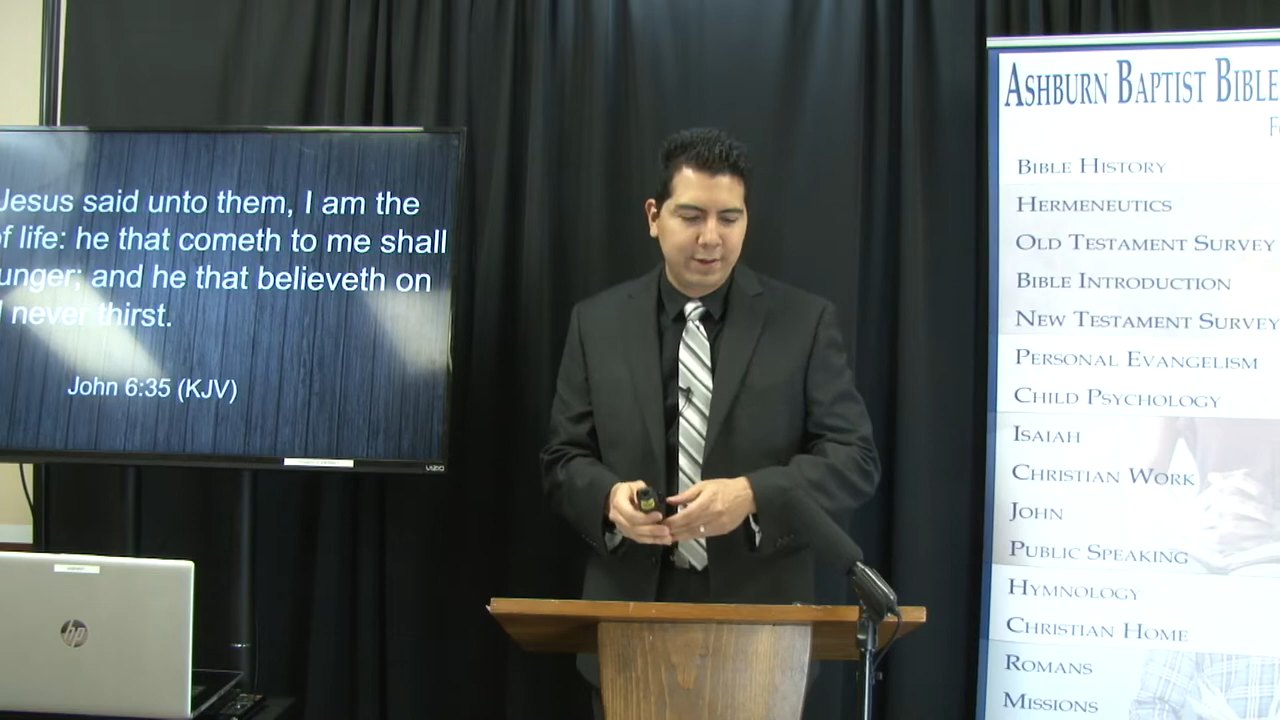 Jesus said unto them, I am the
of life: he that cometh to me shall
unger; and he that believeth on
l never thirst.
John 6:35 (KJV)
VIZIO
hp
ASHBURN BAPTIST BIBLE
F
BIBLE HISTORY
HERMENEUTICS
OLD TESTAMENT SURVEY
BIBLE INTRODUCTION
NEW TESTAMENT SURVEY
PERSONAL EVANGELISM
CHILD PSYCHOLOGY
ISAIAH
CHRISTIAN WORK
JOHN
PUBLIC SPEAKING
HYMNOLOGY
CHRISTIAN HOME
ROMANS
MISSIONS